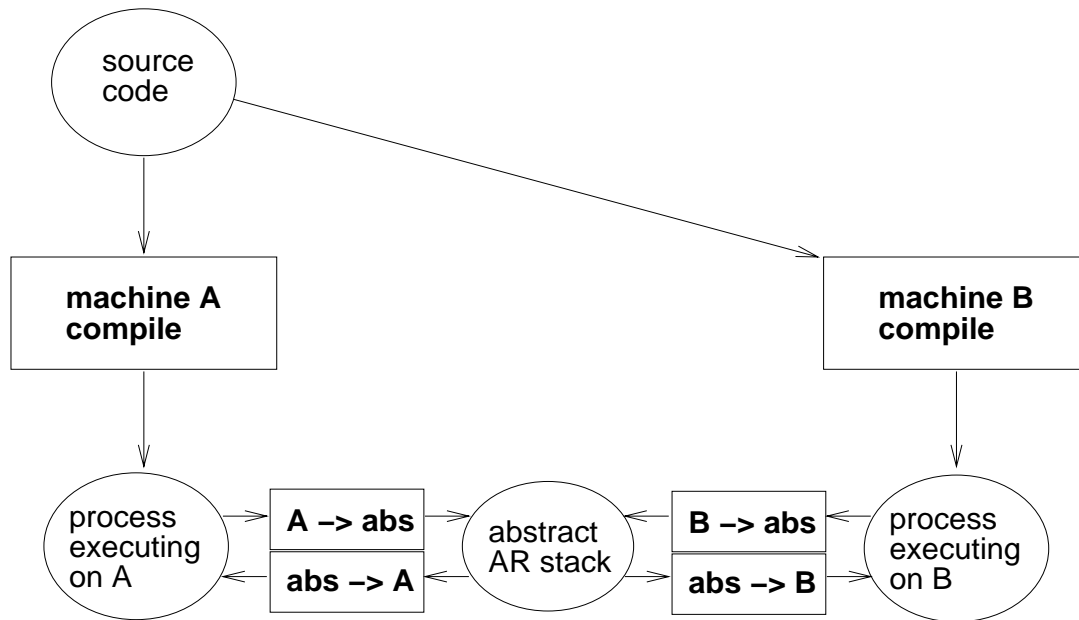 source
code
machine A
compile
machine B
compile
process
executing
on A
A –> abs
abs –> A
abstract
AR stack
B –> abs
abs –> B
process
executing
on B